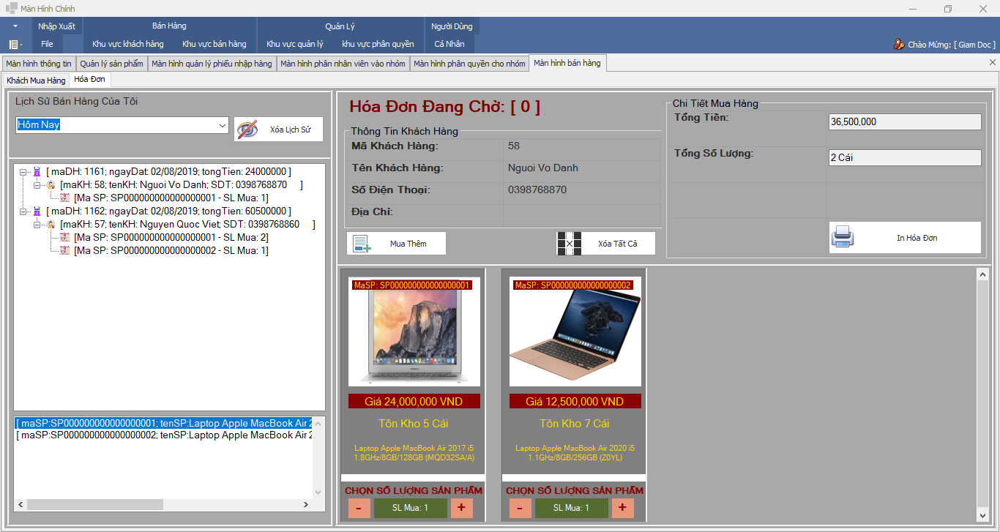 Màn Hình Chính
Nhập Xuất
Bán Hàng
Quản Lý
Người Dùng
File
Khu vực khách hàng
Khu vực bán hàng
Khu vực quản lý
khu vực phân quyền
Cá Nhân
Chào Mừng: [ Giam Doc ]
Màn hình thông tin
Quản lý sản phẩm
Màn hình quản lý phiếu nhập hàng
Màn hình phân nhân viên vào nhóm
Màn hình phân quyền cho nhóm
Màn hình bán hàng
Khách Mua Hàng
Hóa Đơn
Lịch Sử Bán Hàng Của Tôi
Hôm Nay
Xóa Lịch Sử
[ maDH: 1161; ngayDat: 02/08/2019; tongTien: 24000000 ]
[maKH: 58; tenKH: Nguoi Vo Danh; SDT: 0398768870 ]
[Ma SP: SP000000000000000001 - SL Mua: 1]
[ maDH: 1162; ngayDat: 02/08/2019; tongTien: 60500000 ]
[maKH: 57; tenKH: Nguyen Quoc Viet; SDT: 0398768860 ]
[Ma SP: SP000000000000000001 - SL Mua: 2]
[Ma SP: SP000000000000000002 - SL Mua: 1]
[ maSP:SP000000000000000001; tenSP:Laptop Apple MacBook Air 2
[ maSP:SP000000000000000002; tenSP:Laptop Apple MacBook Air 2
Hóa Đơn Đang Chờ: [ 0 ]
Thông Tin Khách Hàng
Mã Khách Hàng: 58
Tên Khách Hàng: Nguoi Vo Danh
Số Điện Thoại: 0398768870
Địa Chỉ:
Mua Thêm
Xóa Tất Cả
Chi Tiết Mua Hàng
Tổng Tiền: 36,500,000
Tổng Số Lượng: 2 Cái
In Hóa Đơn
MaSP: SP000000000000000001
Giá 24,000,000 VND
Tồn Kho 5 Cái
Laptop Apple MacBook Air 2017 i5
1.8GHz/8GB/128GB (MQD32SA/A)
CHỌN SỐ LƯỢNG SẢN PHẨM
- SL Mua: 1 +
MaSP: SP000000000000000002
Giá 12,500,000 VND
Tồn Kho 7 Cái
Laptop Apple MacBook Air 2020 i5
1.1GHz/8GB/256GB (Z0YL)
CHỌN SỐ LƯỢNG SẢN PHẨM
- SL Mua: 1 +